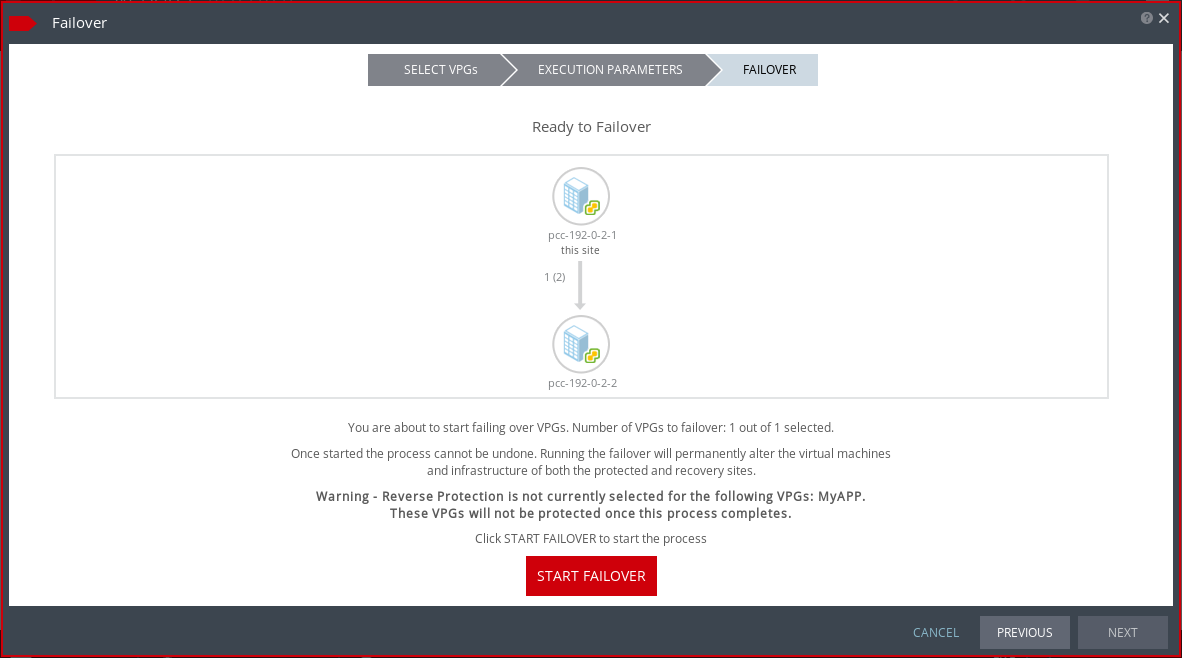 Failover
SELECT VPGs
EXECUTION PARAMETERS
FAILOVER
Ready to Failover
pcc-192-0-2-1
this site
1 (2)
pcc-192-0-2-2
You are about to start failing over VPGs. Number of VPGs to failover: 1 out of 1 selected.
Once started the process cannot be undone. Running the failover will permanently alter the virtual machines
and infrastructure of both the protected and recovery sites.
Warning - Reverse Protection is not currently selected for the following VPGs: MyAPP.
These VPGs will not be protected once this process completes.
Click START FAILOVER to start the process
START FAILOVER
CANCEL
PREVIOUS
NEXT